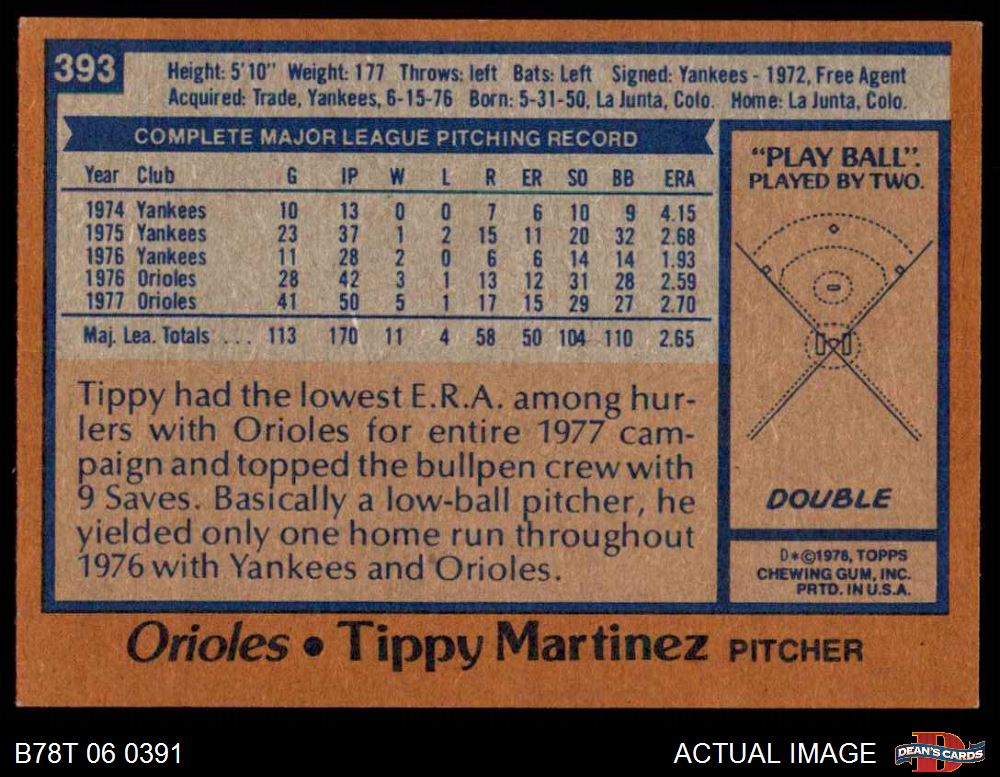 393
Height: 5'10" Weight: 177 Throws: left Bats: Left Signed: Yankees - 1972, Free Agent
Acquired: Trade, Yankees, 6-15-76 Born: 5-31-50, La Junta, Colo. Home: La Junta, Colo.
COMPLETE MAJOR LEAGUE PITCHING RECORD
Year Club G IP W L R ER SO BB ERA
1974 Yankees 10 13 0 0 7 6 10 9 4.15
1975 Yankees 23 37 1 2 15 11 20 32 2.68
1976 Yankees 11 28 2 0 6 6 14 14 1.93
1976 Orioles 28 42 3 1 13 12 31 28 2.59
1977 Orioles 41 50 5 1 17 15 29 27 2.70
Maj. Lea. Totals ... 113 170 11 4 58 50 104 110 2.65
Tippy had the lowest E.R.A. among hur-
lers with Orioles for entire 1977 cam-
paign and topped the bullpen crew with
9 Saves. Basically a low-ball pitcher, he
yielded only one home run throughout
1976 with Yankees and Orioles.
"PLAY BALL".
PLAYED BY TWO.
DOUBLE
D*©1978, TOPPS
CHEWING GUM, INC.
PRTD. IN U.S.A.
Orioles • Tippy Martinez PITCHER
B78T 06 0391
ACTUAL IMAGE
D
DEAN'S CARDS